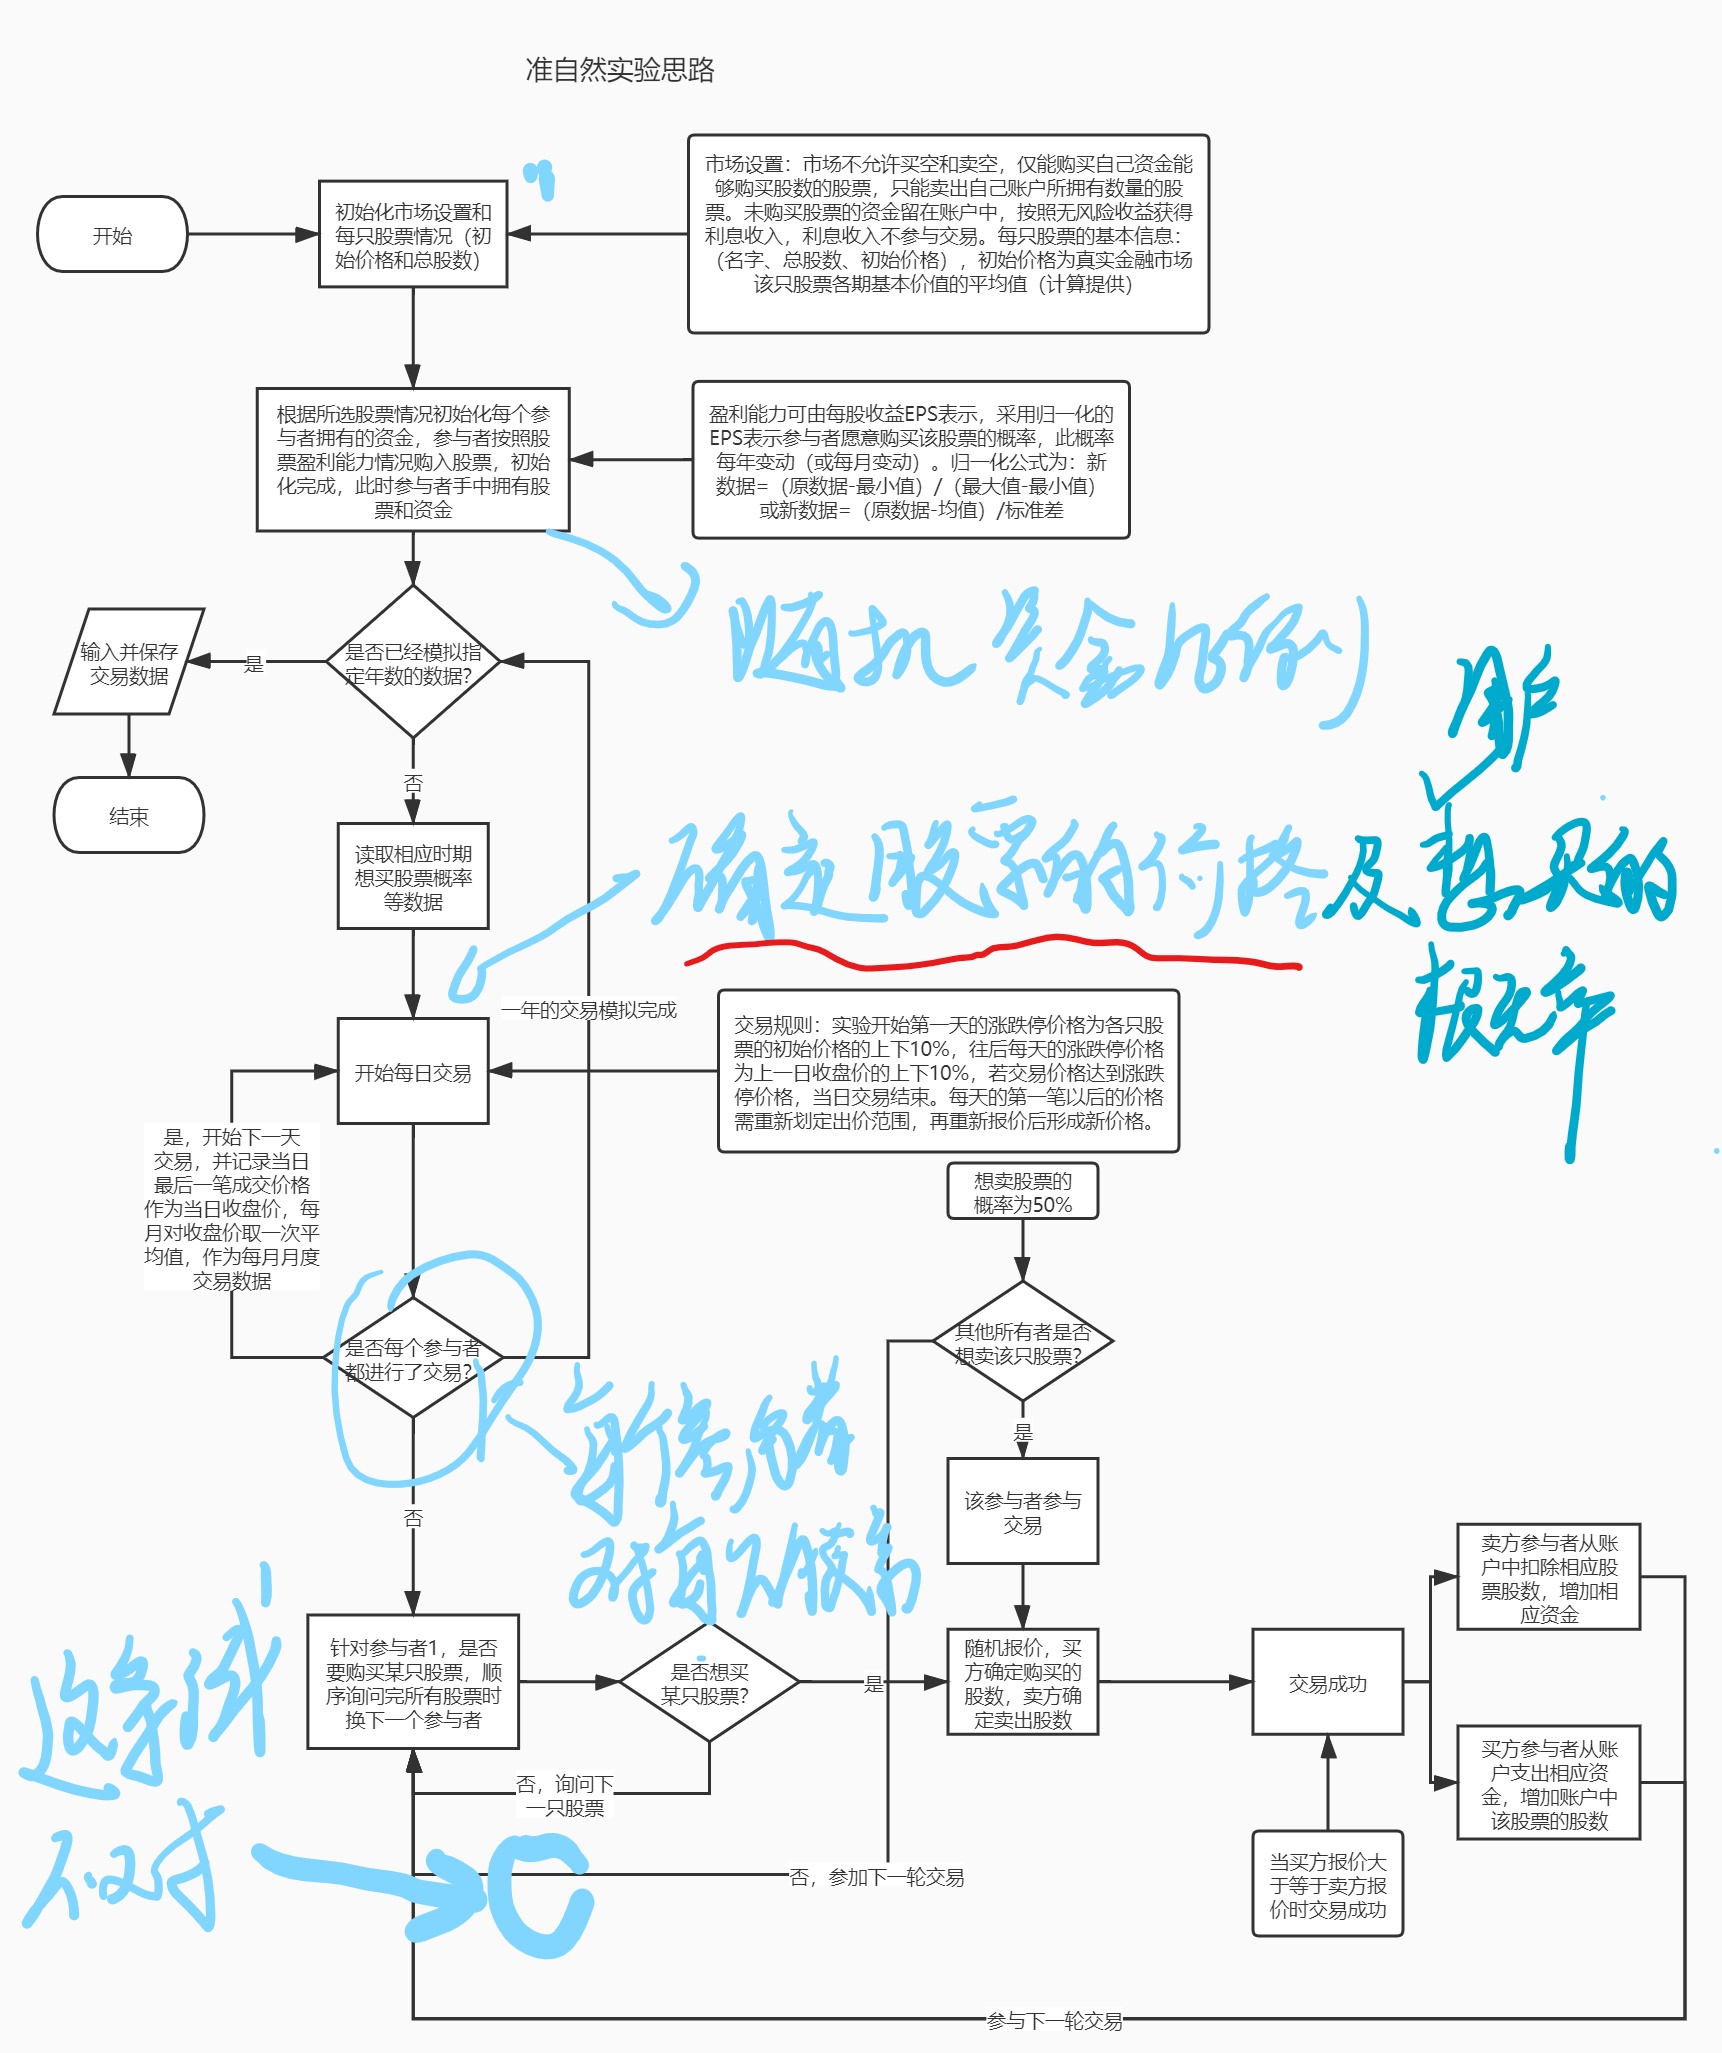 准自然实验思路
开始
初始化市场设置和
每只股票情况（初
始价格和总股数）
市场设置：市场不允许买空和卖空，仅能购买自己资金能
够购买股数的股票，只能卖出自己账户所拥有数量的股
票。未购买股票的资金留在账户中，按照无风险收益获得
利息收入，利息收入不参与交易。每只股票的基本信息：
（名字、总股数、初始价格），初始价格为真实金融市场
该只股票各期基本价值的平均值（计算提供）
根据所选股票情况初始化每个参
与者拥有的资金，参与者按照股
票盈利能力情况购入股票，初始
化完成，此时参与者手中拥有股
票和资金
盈利能力可由每股收益EPS表示，采用归一化的
EPS表示参与者愿意购买该股票的概率，此概率
每年变动（或每月变动）。归一化公式为：新
数据=（原数据-最小值）/（最大值-最小值）
或新数据=（原数据-均值）/标准差
随机 资金比例
输入并保存
交易数据
是
是否已经模拟指
定年数的数据？
结束
否
读取相应时期
想买股票概率
等数据
确定股票的价格及想买的
概率
一年的交易模拟完成
开始每日交易
交易规则：实验开始第一天的涨跌停价格为各只股
票的初始价格的上下10%，往后每天的涨跌停价格
为上一日收盘价的上下10%，若交易价格达到涨跌
停价格，当日交易结束。每天的第一笔以后的价格
需重新划定出价范围，再重新报价后形成新价格。
是，开始下一天
交易，并记录当日
最后一笔成交价格
作为当日收盘价，每
月对收盘价取一次平
均值，作为每月月度
交易数据
想卖股票的
概率为50%
是否每个参与者
都进行了交易？
其他所有者是否
想卖该只股票？
每个参与者
对每只股票
否
是
该参与者参与
交易
针对参与者1，是否
要购买某只股票，顺
序询问完所有股票时
换下一个参与者
是否想买
某只股票？
是
随机报价，买
方确定购买的
股数，卖方确
定卖出股数
交易成功
卖方参与者从账
户中扣除相应股
票股数，增加相
应资金
买方参与者从账
户支出相应资
金，增加账户中
该股票的股数
否，询问下
一只股票
不对
否，参加下一轮交易
当买方报价大
于等于卖方报
价时交易成功
参与下一轮交易